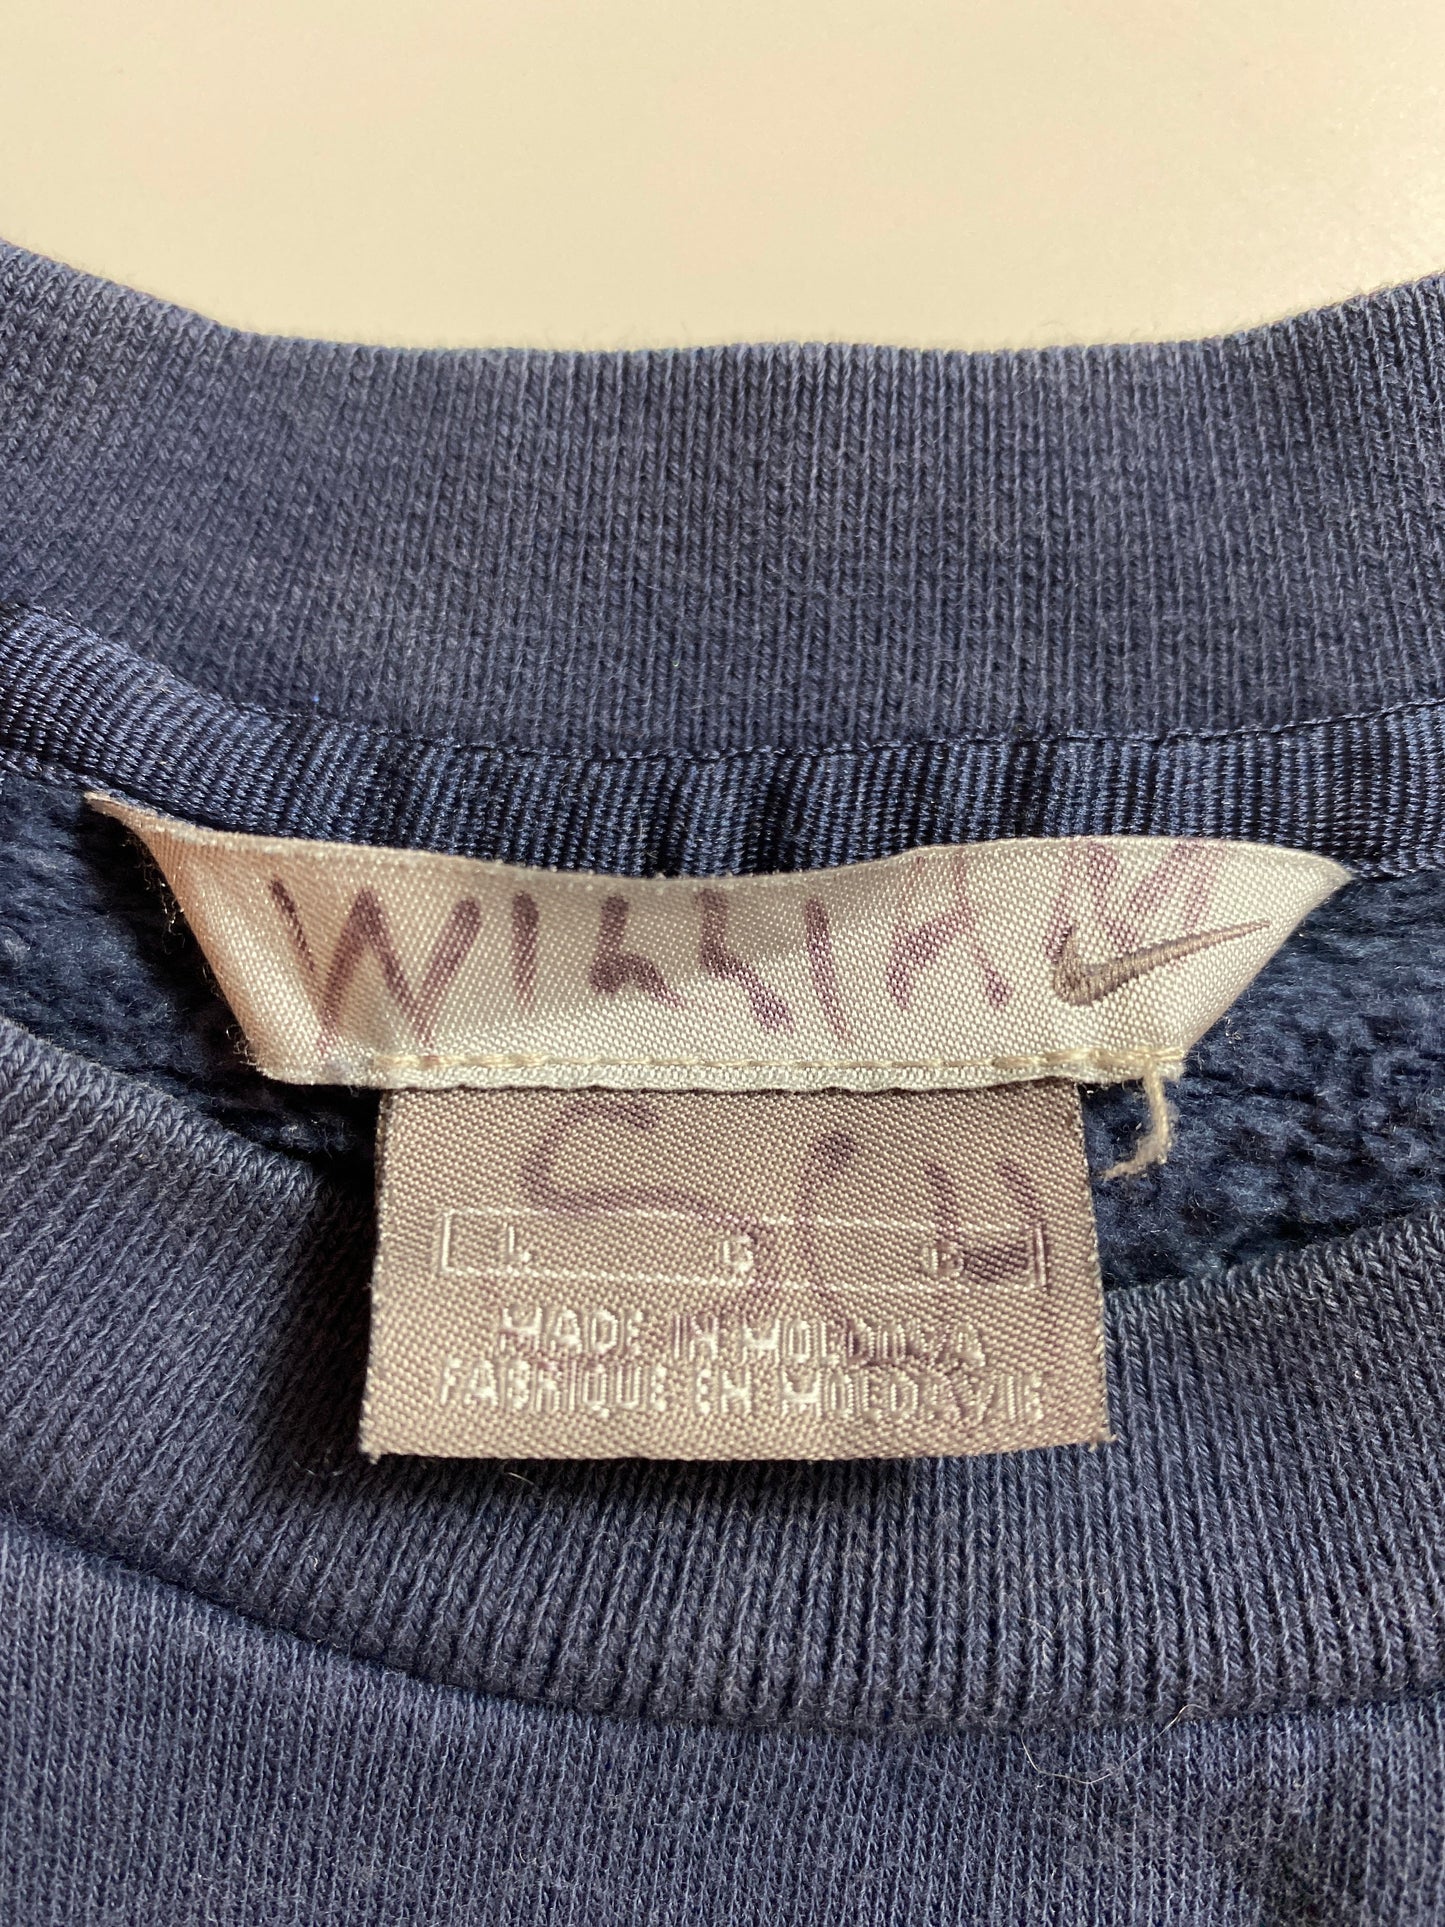 WILLIAM
L G G
MADE IN MOLDOVA
FABRIQUE EN MOLDAVIE